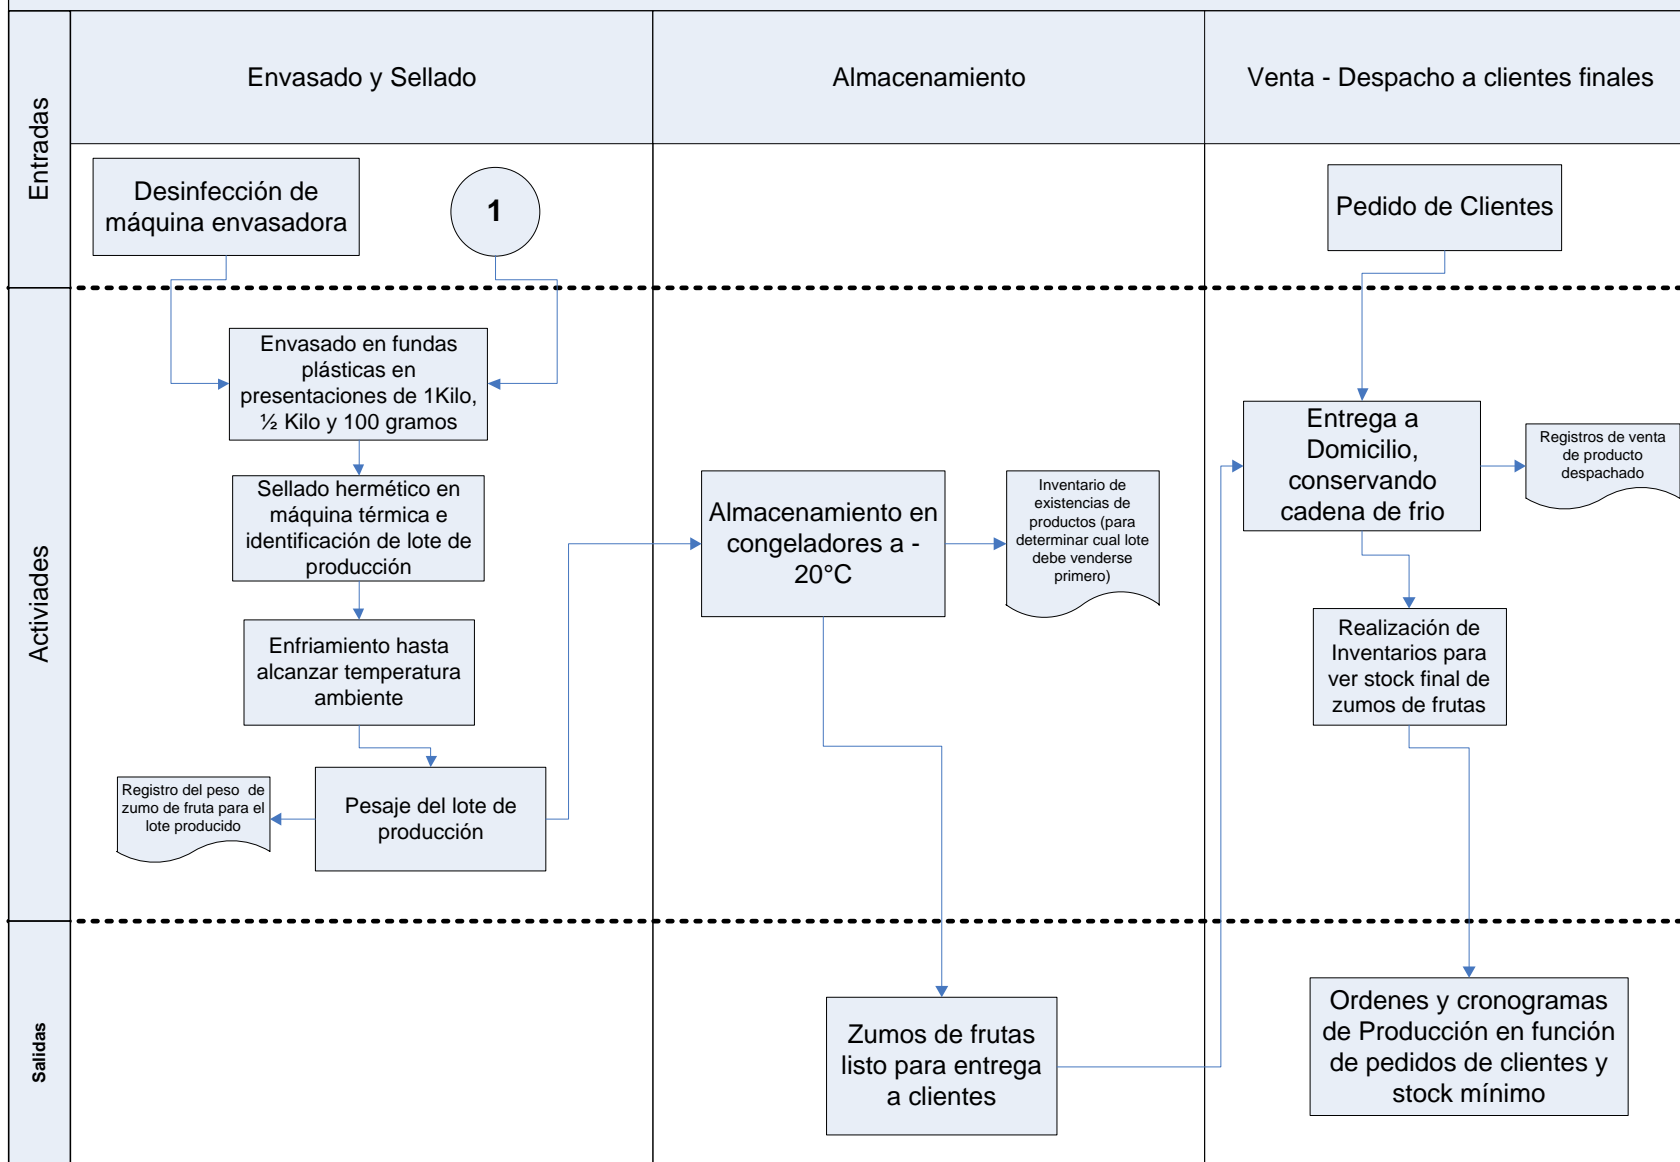 Envasado y Sellado
Almacenamiento
Venta - Despacho a clientes finales
Entradas
Desinfección de
máquina envasadora
1
Pedido de Clientes
Activiades
Envasado en fundas
plásticas en
presentaciones de 1Kilo,
½ Kilo y 100 gramos
Sellado hermético en
máquina térmica e
identificación de lote de
producción
Enfriamiento hasta
alcanzar temperatura
ambiente
Pesaje del lote de
producción
Registro del peso de
zumo de fruta para el
lote producido
Almacenamiento en
congeladores a -
20°C
Inventario de
existencias de
productos (para
determinar cual lote
debe venderse
primero)
Entrega a
Domicilio,
conservando
cadena de frio
Registros de venta
de producto
despachado
Realización de
Inventarios para
ver stock final de
zumos de frutas
Salidas
Zumos de frutas
listo para entrega
a clientes
Ordenes y cronogramas
de Producción en función
de pedidos de clientes y
stock mínimo